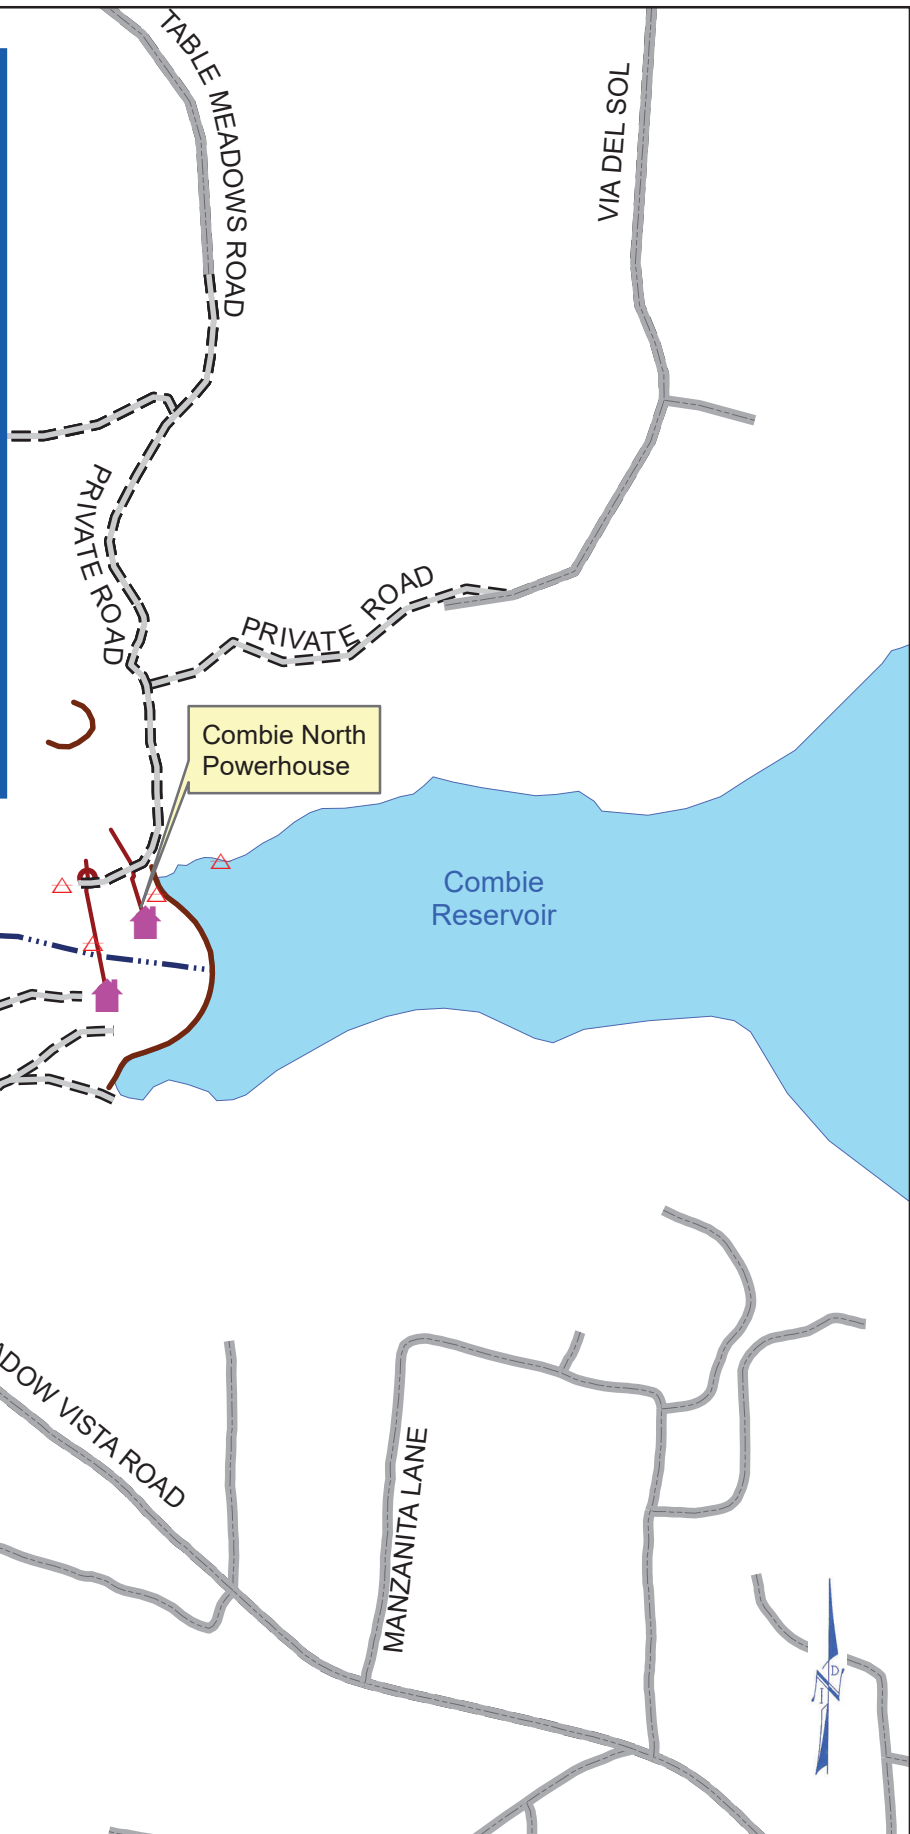 TABLE MEADOWS ROAD
VIA DEL SOL
PRIVATE ROAD
PRIVATE ROAD
Combie North
Powerhouse
Combie
Reservoir
ADOW VISTA ROAD
MANZANITA LANE
N
I
D